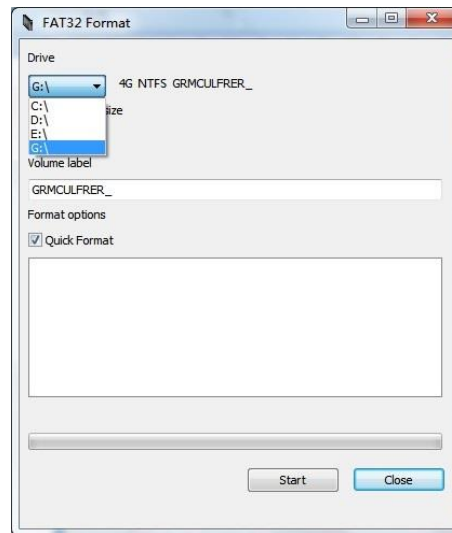 FAT32 Format
Drive
G:\ 4G NTFS GRMCULFRER_
C:\
D:\
E:\
G:\
size
Volume label
GRMCULFRER_
Format options
Quick Format
Start Close